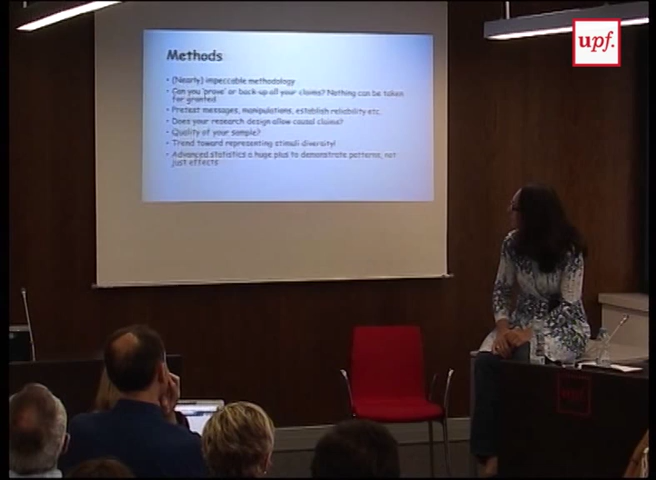 upf.
Methods
• (Nearly) impeccable methodology
• Can you 'prove' or back-up all your claims? Nothing can be taken
for granted
• Pretest messages, manipulations, establish reliability etc.
• Does your research design allow causal claims?
• Quality of your sample?
• Trend toward representing stimuli diversity!
• Advanced statistics a huge plus to demonstrate patterns, not
just effects
upf.